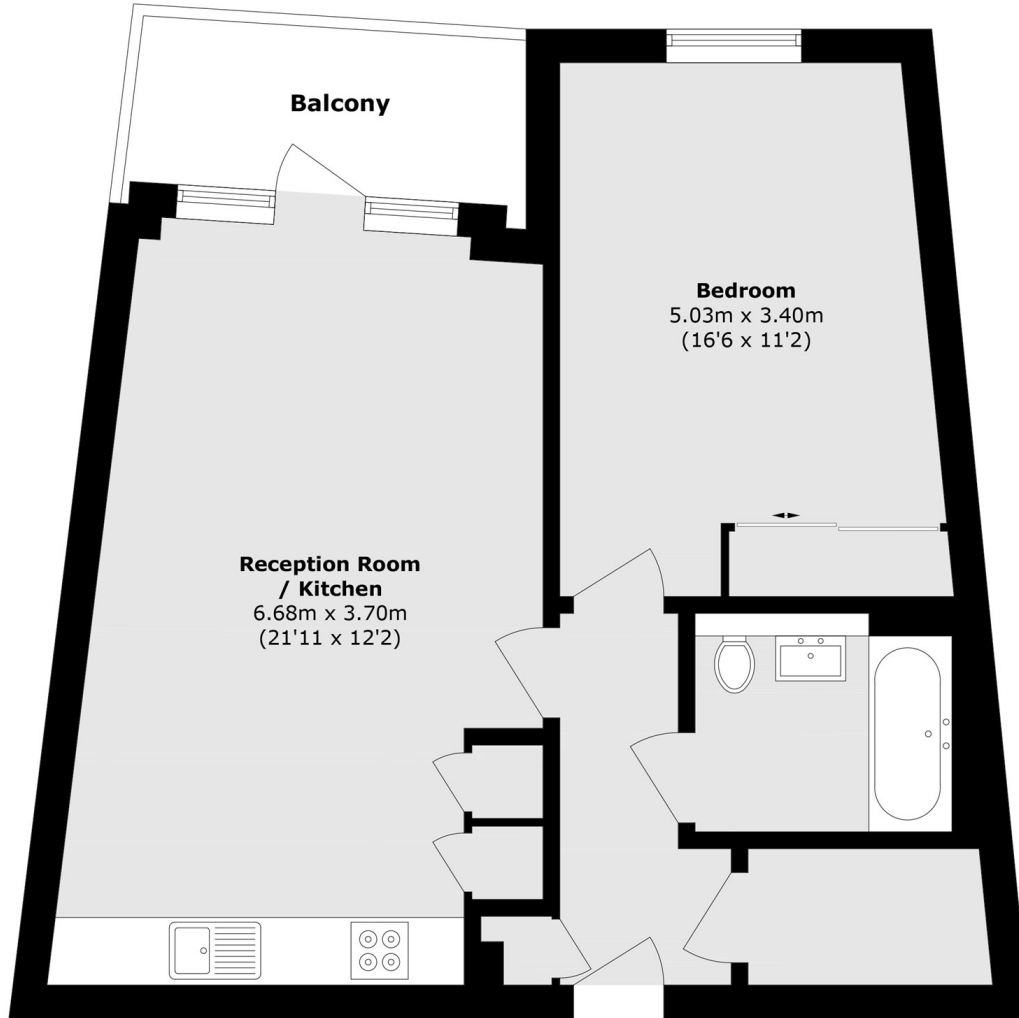 Balcony
Bedroom
5.03m x 3.40m
(16'6 x 11'2)
Reception Room
/ Kitchen
6.68m x 3.70m
(21'11 x 12'2)